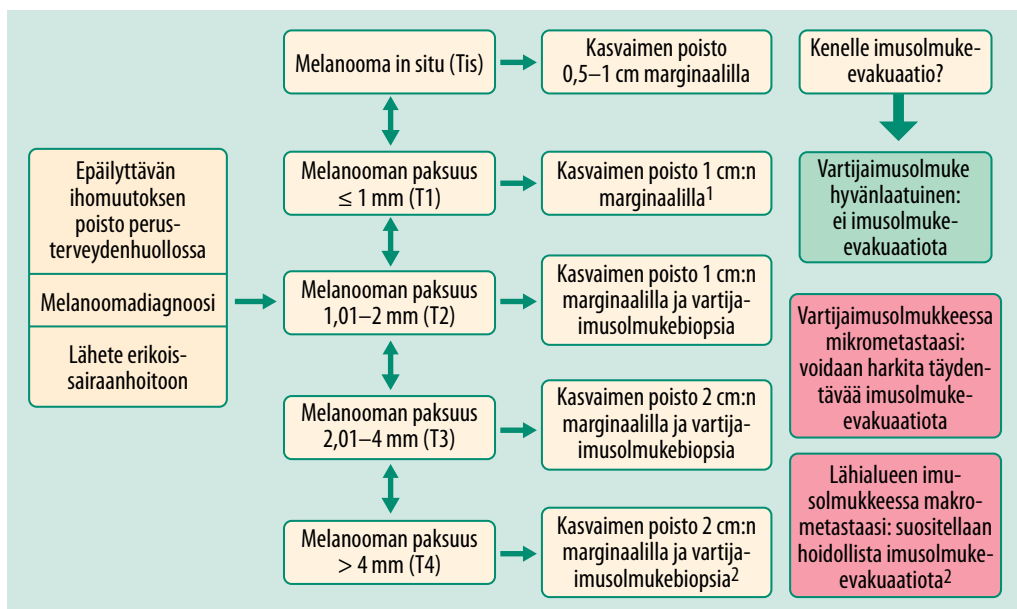 Epäilyttävän
ihomuutoksen
poisto perus-
terveydenhuollossa
Melanoomadiagnoosi
Lähete erikois-
sairaanhoitoon
Melanooma in situ (Tis)
Kasvaimen poisto
0,5–1 cm marginaalilla
Melanooman paksuus
≤ 1 mm (T1)
Kasvaimen poisto 1 cm:n
marginaalilla1
Melanooman paksuus
1,01–2 mm (T2)
Kasvaimen poisto 1 cm:n
marginaalilla ja vartija-
imusolmukebiopsia
Melanooman paksuus
2,01–4 mm (T3)
Kasvaimen poisto 2 cm:n
marginaalilla ja vartija-
imusolmukebiopsia
Melanooman paksuus
> 4 mm (T4)
Kasvaimen poisto 2 cm:n
marginaalilla ja vartija-
imusolmukebiopsia2
Kenelle imusolmuke-
evakuaatio?
Vartijaimusolmuke
hyvänlaatuinen:
ei imusolmuke-
evakuaatiota
Vartijaimusolmukkeessa
mikrometastaasi:
voidaan harkita täyden-
tävää imusolmuke-
evakuaatiota
Lähialueen imu-
solmukkeessa makro-
metastaasi: suositellaan
hoidollista imusolmuke-
evakuaatiota2